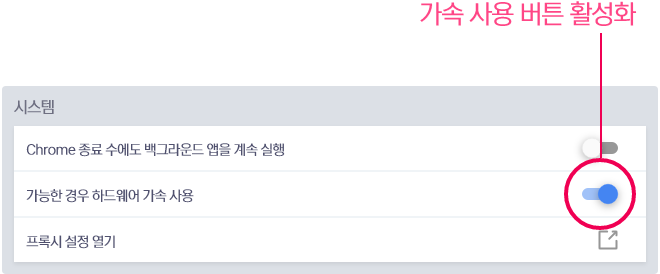 가속 사용 버튼 활성화
시스템
Chrome 종료 수에도 백그라운드 앱을 계속 실행
가능한 경우 하드웨어 가속 사용
프록시 설정 열기